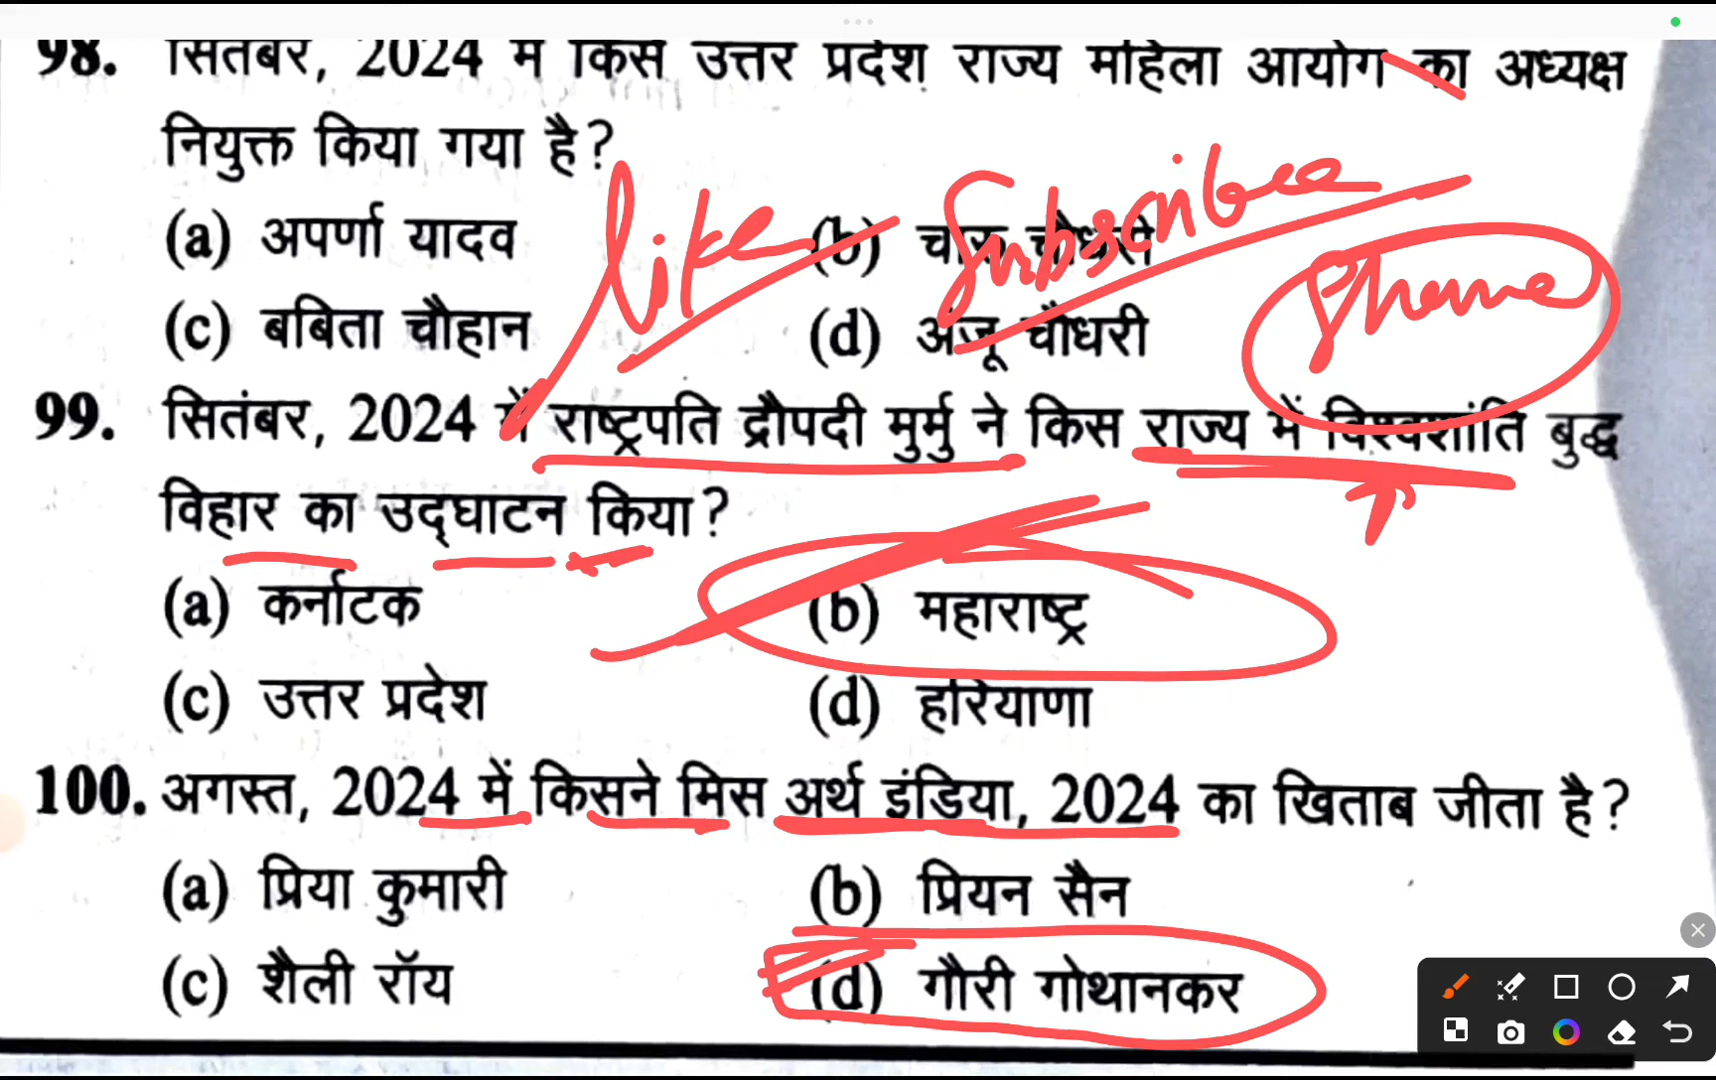 98. सितंबर, 2024 में किसे उत्तर प्रदेश राज्य महिला आयोग का अध्यक्ष
नियुक्त किया गया है?
(a) अपर्णा यादव (b) चारू चौधरी
(c) बबिता चौहान (d) अंजू चौधरी
like Subscribee
99. सितंबर, 2024 में राष्ट्रपति द्रौपदी मुर्मु ने किस राज्य में विश्वशांति बुद्ध
विहार का उद्घाटन किया?
(a) कर्नाटक (b) महाराष्ट्र
(c) उत्तर प्रदेश (d) हरियाणा
100. अगस्त, 2024 में किसने मिस अर्थ इंडिया, 2024 का खिताब जीता है?
(a) प्रिया कुमारी (b) प्रियन सैन
(c) शैली रॉय (d) गौरी गोथानकर